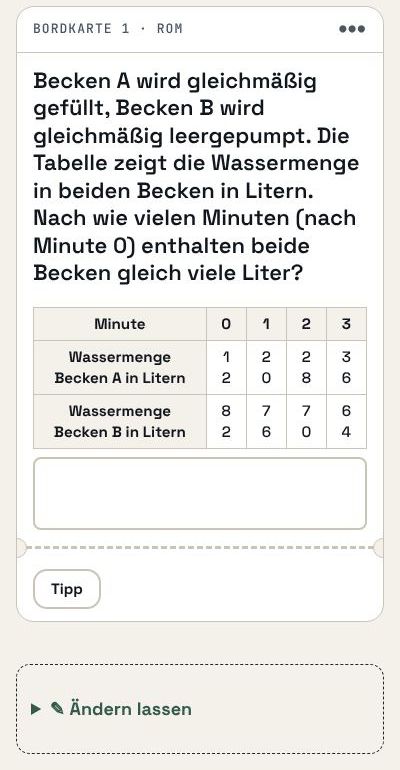 BORDKARTE 1 · ROM
Becken A wird gleichmäßig
gefüllt, Becken B wird
gleichmäßig leergepumpt. Die
Tabelle zeigt die Wassermenge
in beiden Becken in Litern.
Nach wie vielen Minuten (nach
Minute 0) enthalten beide
Becken gleich viele Liter?
Minute 0 1 2 3
Wassermenge 1 2 2 3
Becken A in Litern 2 0 8 6
Wassermenge 8 7 7 6
Becken B in Litern 2 6 0 4
Tipp
Ändern lassen